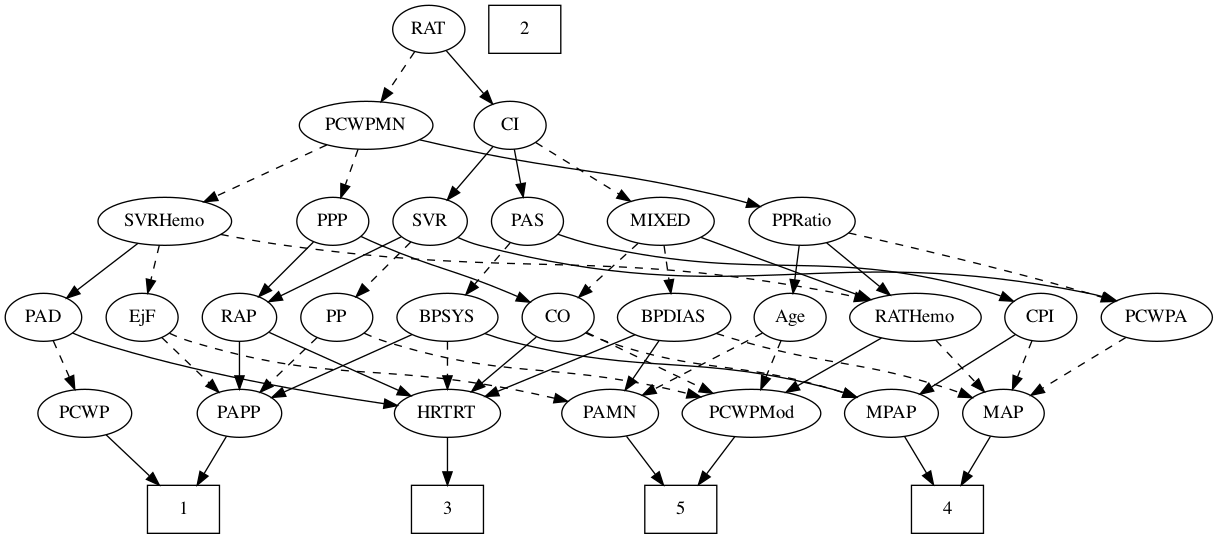 RAT
2
PCWPMN
CI
SVRHemo
PPP
SVR
PAS
MIXED
PPRatio
PAD
EjF
RAP
PP
BPSYS
CO
BPDIAS
Age
RATHemo
CPI
PCWPA
PCWP
PAPP
HRTRT
PAMN
PCWPMod
MPAP
MAP
1
3
5
4